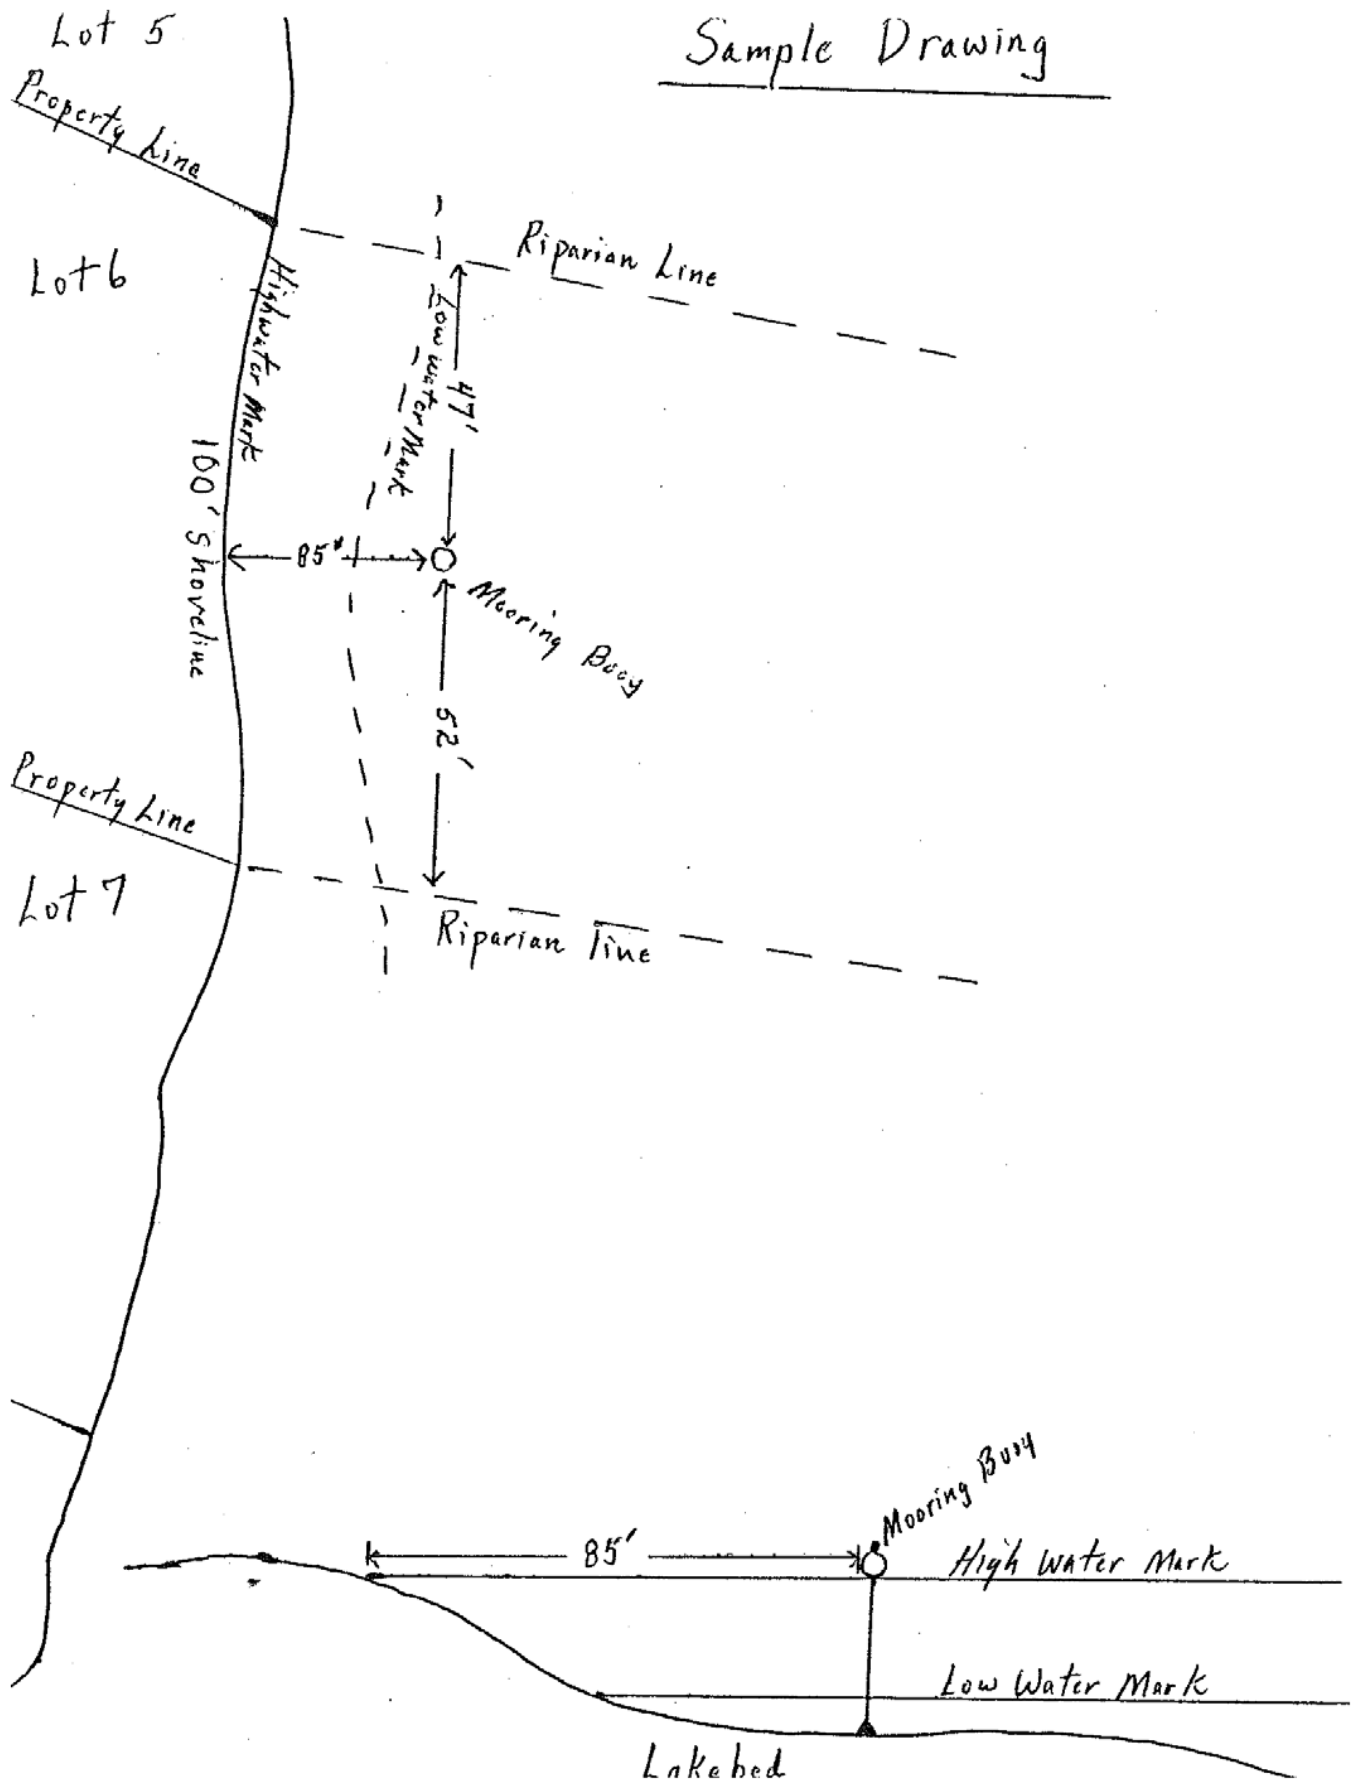 Lot 5
Sample Drawing
Property Line
Lot 6
Riparian Line
Highwater Mark
Low water Mark
47'
100' Shoreline
85'
Mooring Buoy
52'
Property Line
Lot 7
Riparian line
Mooring Buoy
85'
High Water Mark
Low Water Mark
Lakebed